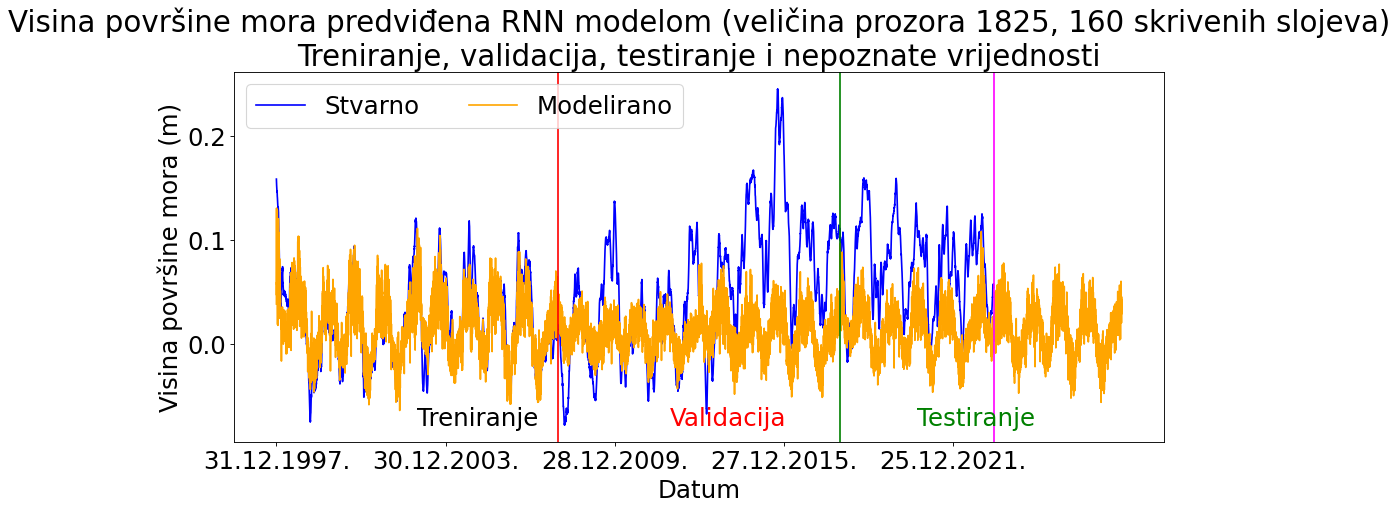 Visina površine mora predviđena RNN modelom (veličina prozora 1825, 160 skrivenih slojeva)
Treniranje, validacija, testiranje i nepoznate vrijednosti
Stvarno
Modelirano
Visina površine mora (m)
0.2
0.1
0.0
Treniranje
Validacija
Testiranje
31.12.1997.
30.12.2003.
28.12.2009.
27.12.2015.
25.12.2021.
Datum